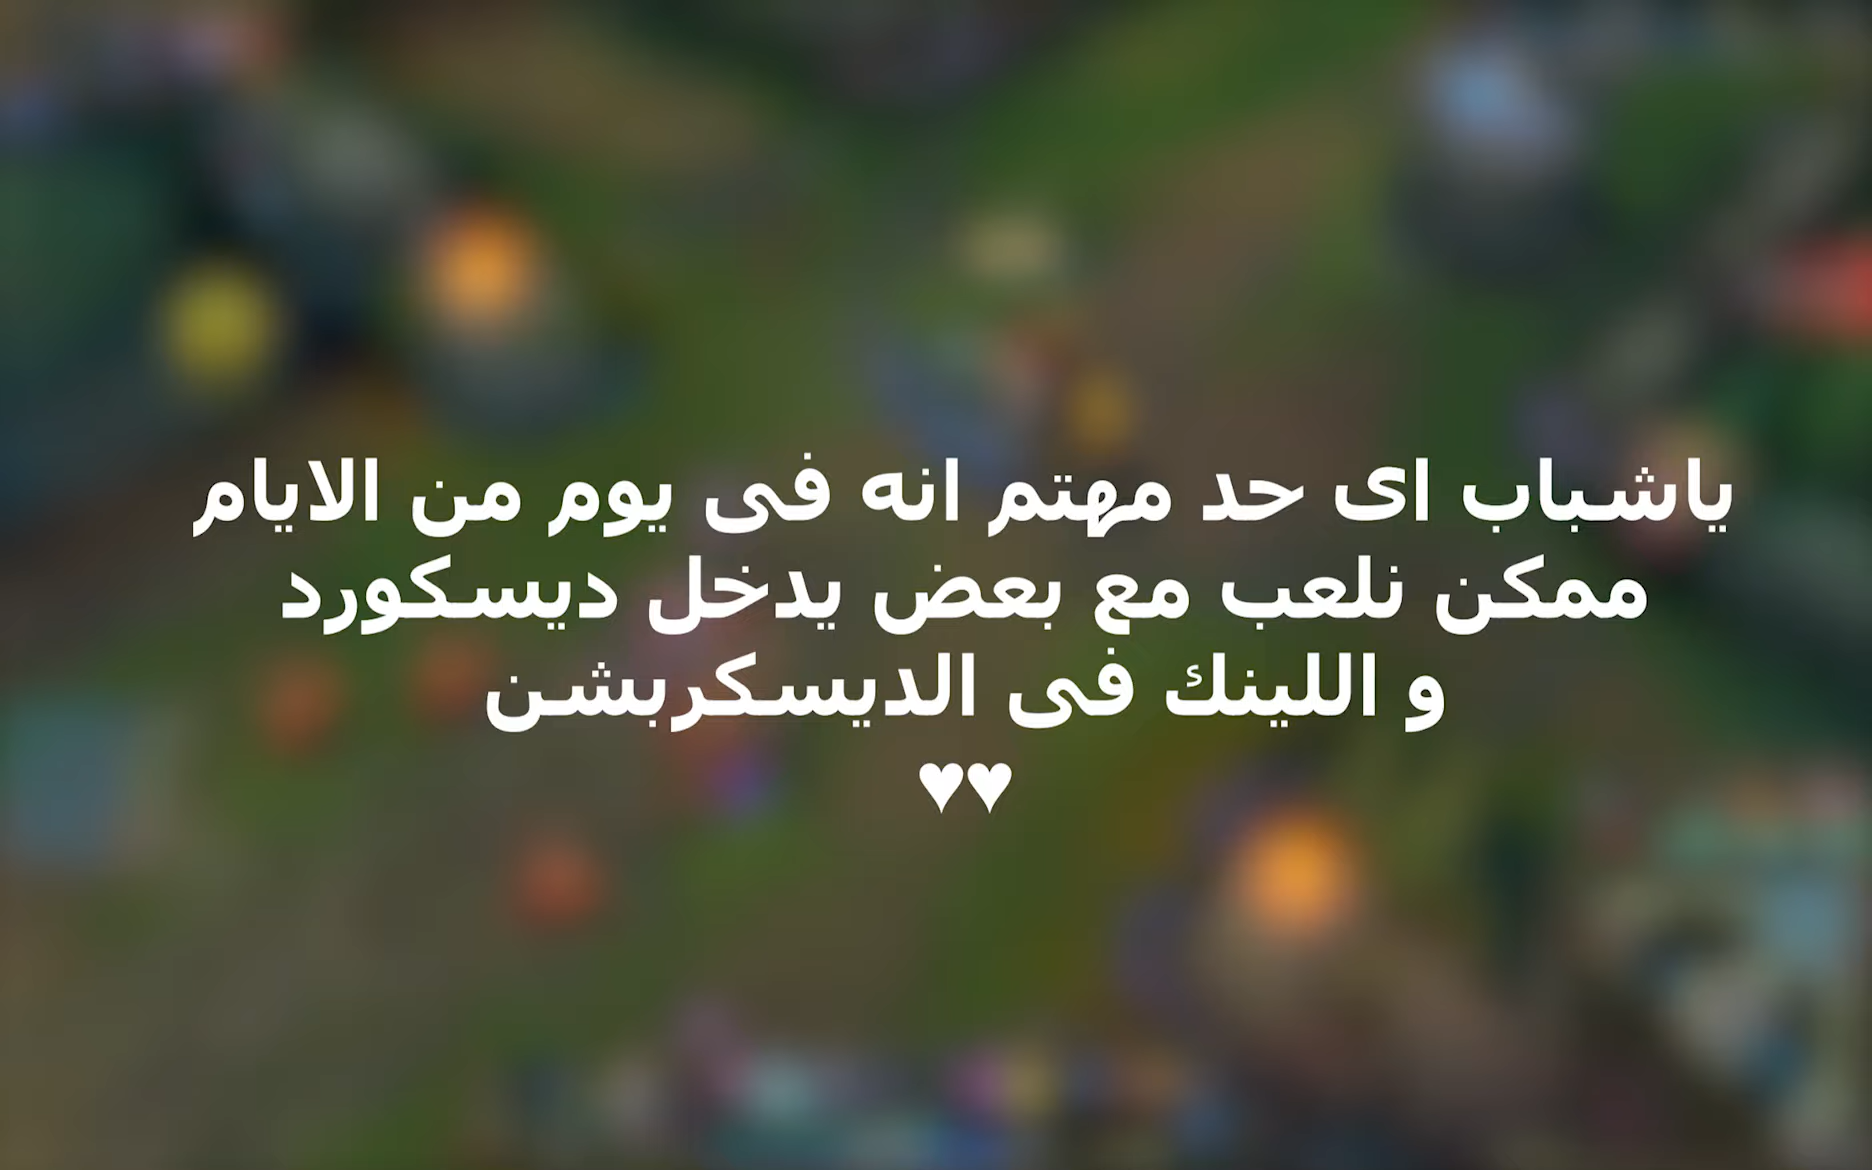 ياشباب اى حد مهتم انه فى يوم من الايام
ممكن نلعب مع بعض يدخل ديسكورد
و اللينك فى الديسكربشن
♥♥